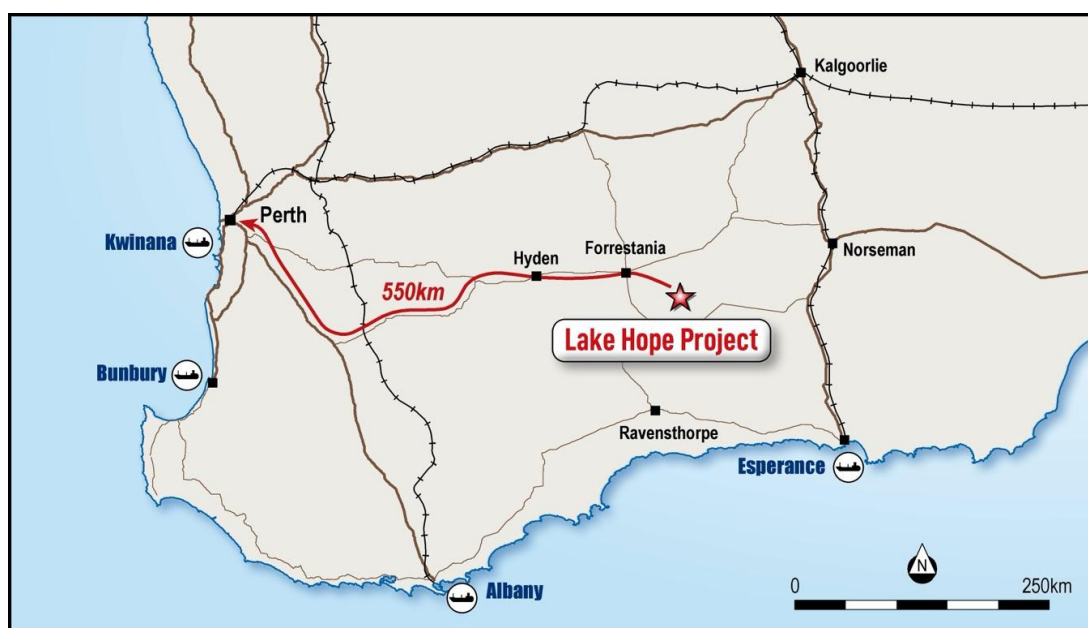 Kalgoorlie
Perth
Kwinana
Norseman
Forrestania
Hyden
550km
Lake Hope Project
Bunbury
Ravensthorpe
Esperance
Albany
N
0 250km